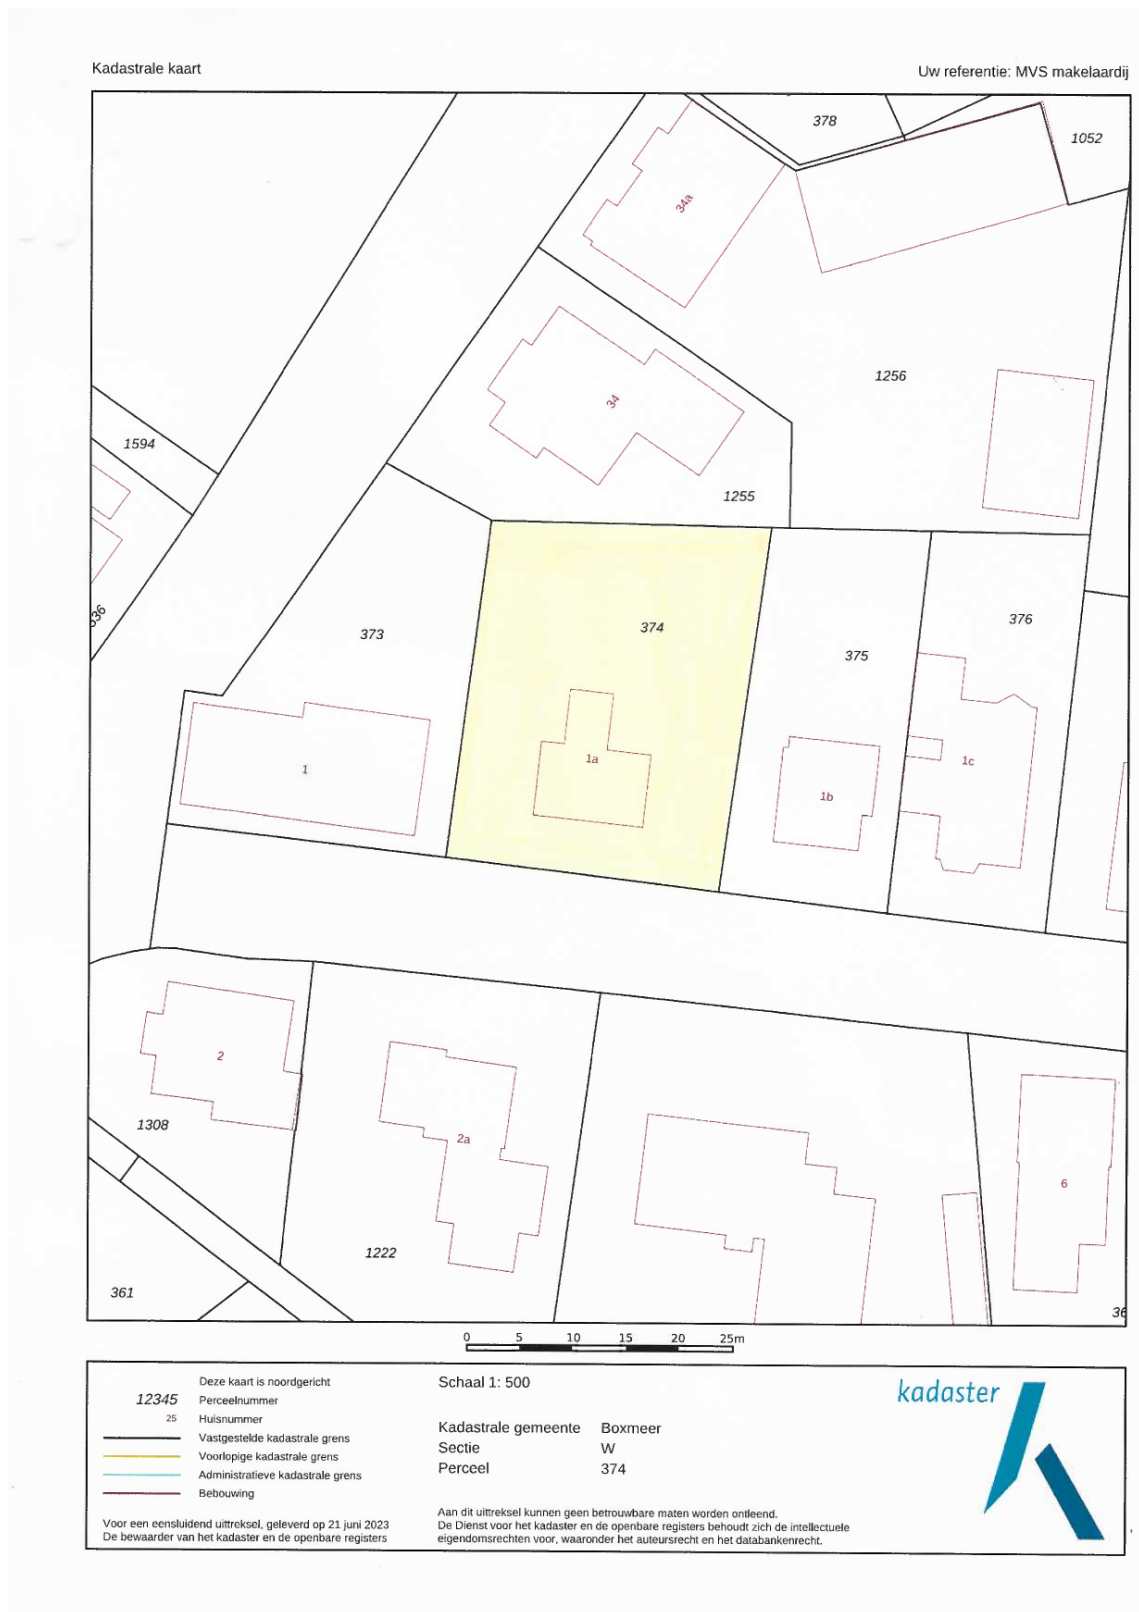 Kadastrale kaart
Uw referentie: MVS makelaardij
378
1052
34a
1256
34
1594
1255
373
374
375
376
1
1a
1b
1c
2
1308
2a
6
1222
361
0 5 10 15 20 25m
Deze kaart is noordgericht
12345 Perceelnummer
25 Huisnummer
Vastgestelde kadastrale grens
Voorlopige kadastrale grens
Administratieve kadastrale grens
Bebouwing
Voor een eensluidend uittreksel, geleverd op 21 juni 2023
De bewaarder van het kadaster en de openbare registers
Schaal 1: 500
Kadastrale gemeente Boxmeer
Sectie W
Perceel 374
Aan dit uittreksel kunnen geen betrouwbare maten worden ontleend.
De Dienst voor het kadaster en de openbare registers behoudt zich de intellectuele
eigendomsrechten voor, waaronder het auteursrecht en het databankenrecht.
kadaster